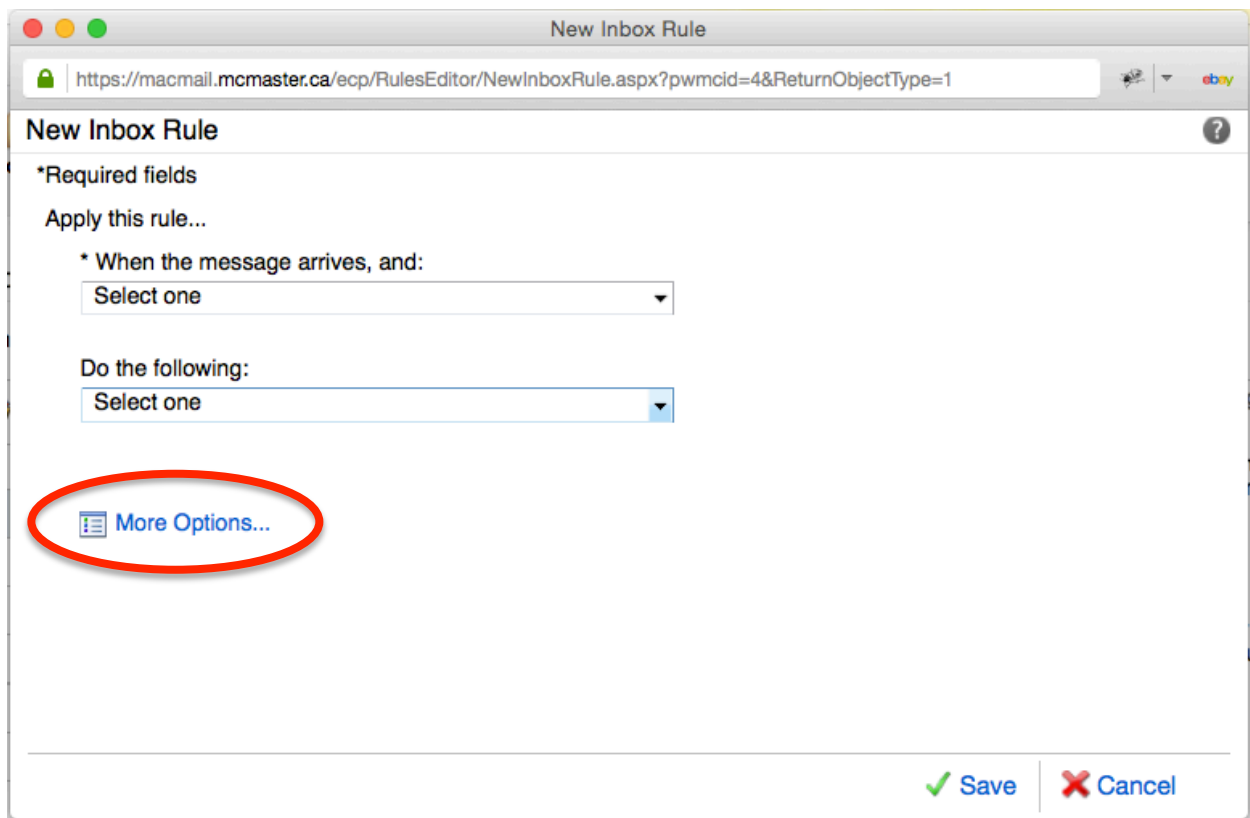 New Inbox Rule
https://macmail.mcmaster.ca/ecp/RulesEditor/NewInboxRule.aspx?pwmcid=4&ReturnObjectType=1
ebay
New Inbox Rule
?
*Required fields
Apply this rule...
* When the message arrives, and:
Select one
Do the following:
Select one
More Options...
Save
Cancel